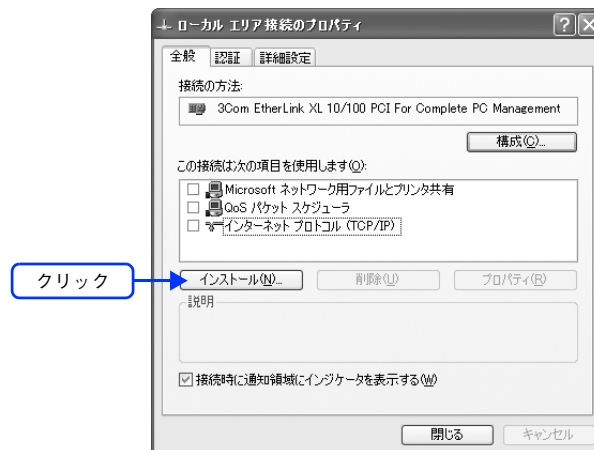 ローカル エリア接続のプロパティ
全般 認証 詳細設定
接続の方法:
3Com EtherLink XL 10/100 PCI For Complete PC Management
構成(C)...
この接続は次の項目を使用します(O):
Microsoft ネットワーク用ファイルとプリンタ共有
QoS パケット スケジューラ
インターネット プロトコル (TCP/IP)
クリック
インストール(N)... 削除(U) プロパティ(R)
説明
接続時に通知領域にインジケータを表示する(W)
閉じる キャンセル